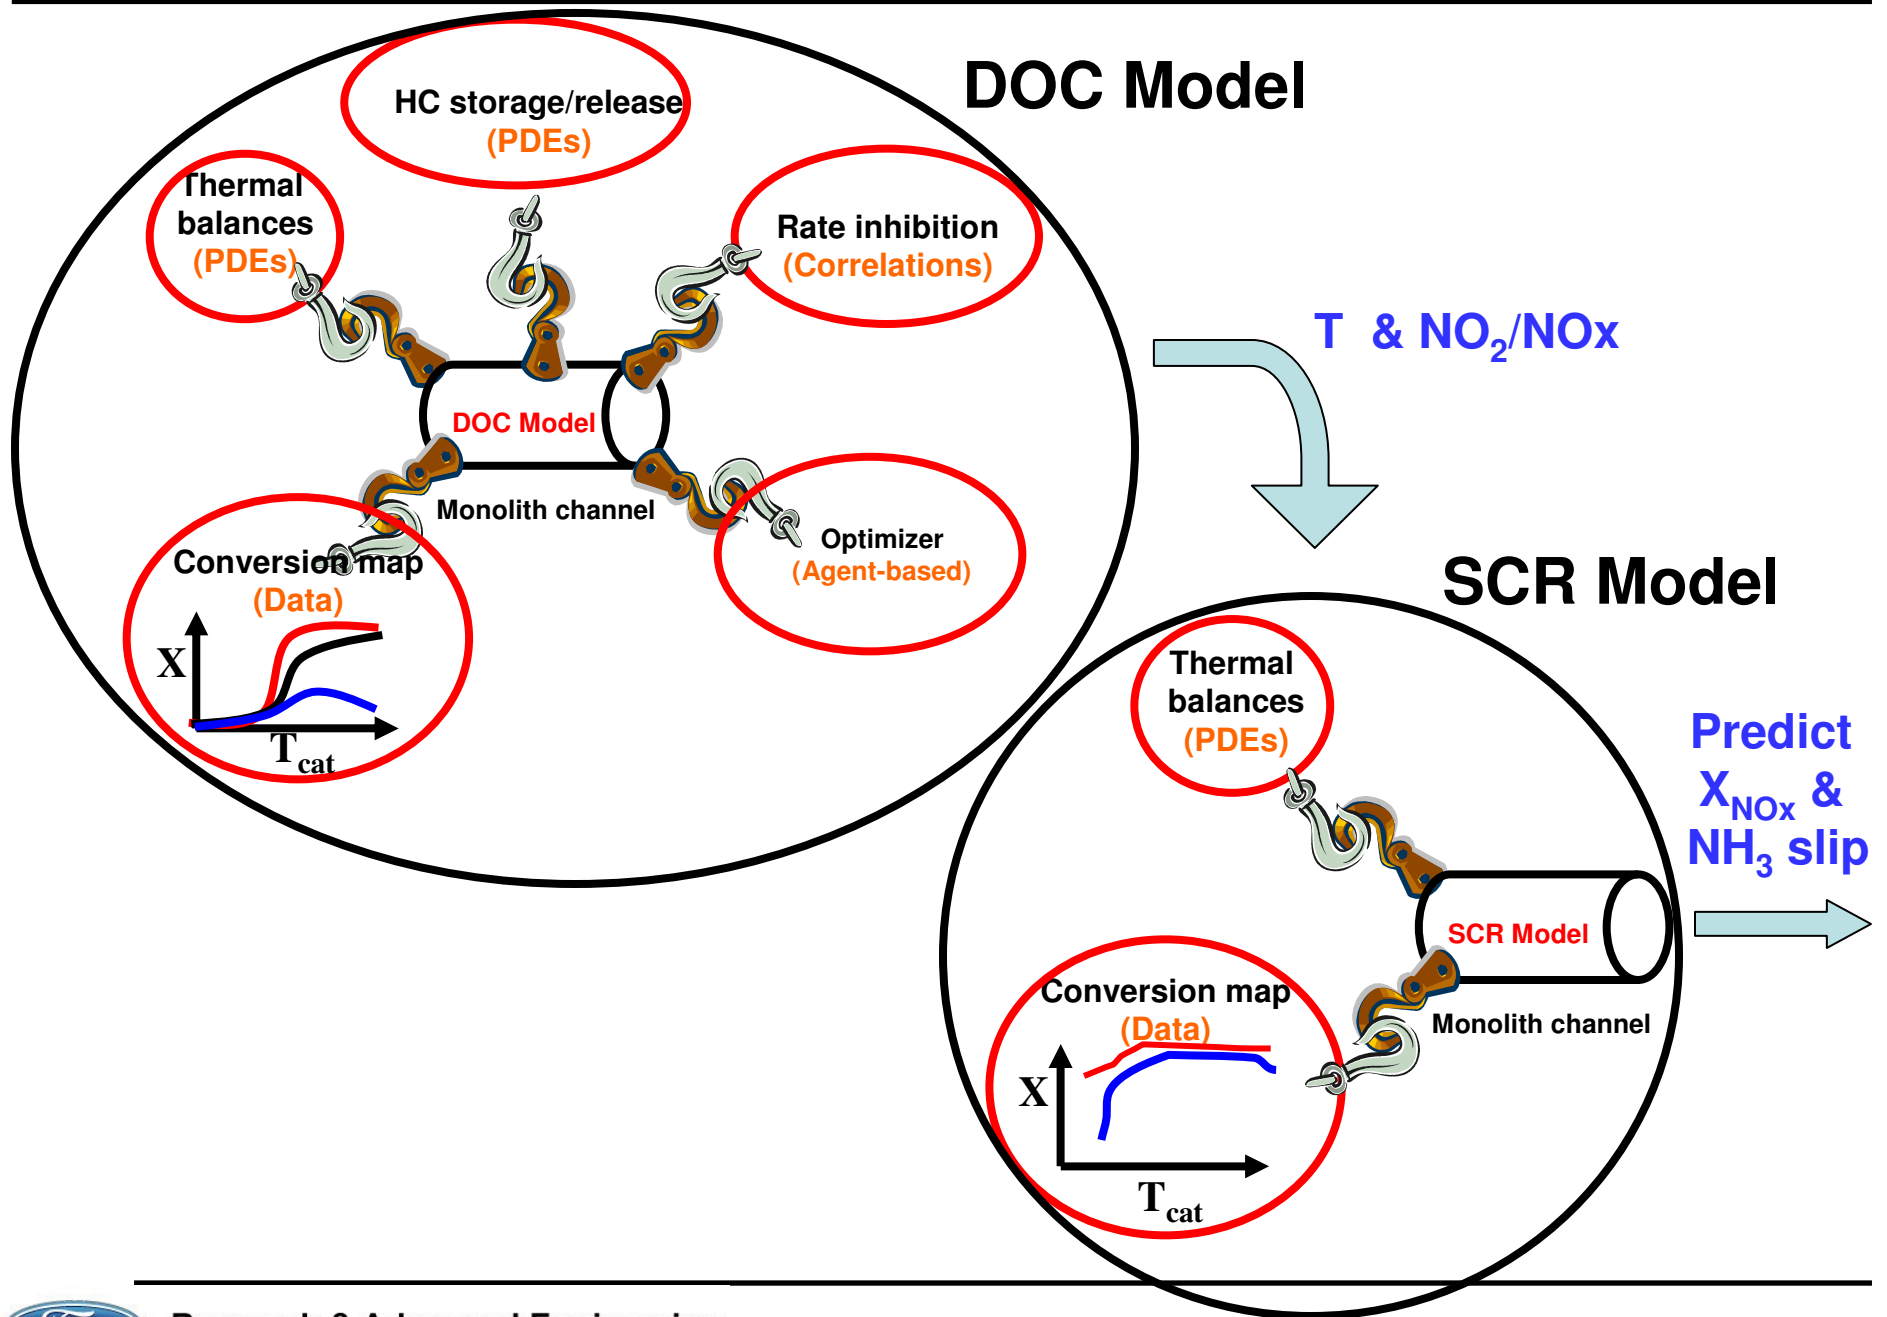 DOC Model
HC storage/release
(PDEs)
Thermal
balances
(PDEs)
Rate inhibition
(Correlations)
T & NO2/NOx
DOC Model
Monolith channel
Optimizer
(Agent-based)
Conversion map
(Data)
X
Tcat
SCR Model
Thermal
balances
(PDEs)
Predict
XNOx &
NH3 slip
SCR Model
Monolith channel
Conversion map
(Data)
X
Tcat